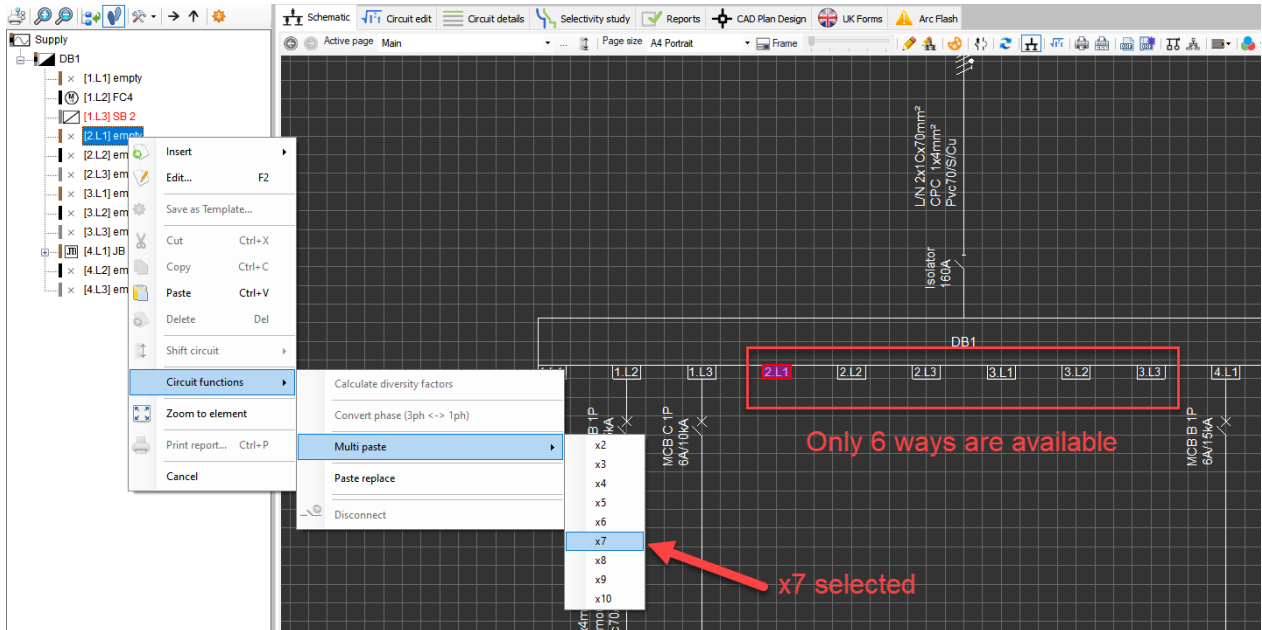 Schematic
Circuit edit
Circuit details
Selectivity study
Reports
CAD Plan Design
UK Forms
Arc Flash
Active page Main ... Page size A4 Portrait Frame
Supply
DB1
[1.L1] empty
[1.L2] FC4
[1.L3] SB 2
[2.L1] empty
[2.L2] em
[2.L3] em
[3.L1] em
[3.L2] em
[3.L3] em
[4.L1] JB
[4.L2] em
[4.L3] em
Insert
Edit... F2
Save as Template...
Cut Ctrl+X
Copy Ctrl+C
Paste Ctrl+V
Delete Del
Shift circuit
Circuit functions
Zoom to element
Print report... Ctrl+P
Cancel
Calculate diversity factors
Convert phase (3ph <-> 1ph)
Multi paste
Paste replace
Disconnect
x2
x3
x4
x5
x6
x7
x8
x9
x10
L/N 2x1Cx70mm²
CPC 1x4mm²
Pvc70/S/Cu
Isolator
160A
DB1
1.L2 1.L3 2.L1 2.L2 2.L3 3.L1 3.L2 3.L3 4.L1
B 1P
kA
MCB C 1P
6A/10kA
MCB B 1P
6A/15kA
Only 6 ways are available
x7 selected